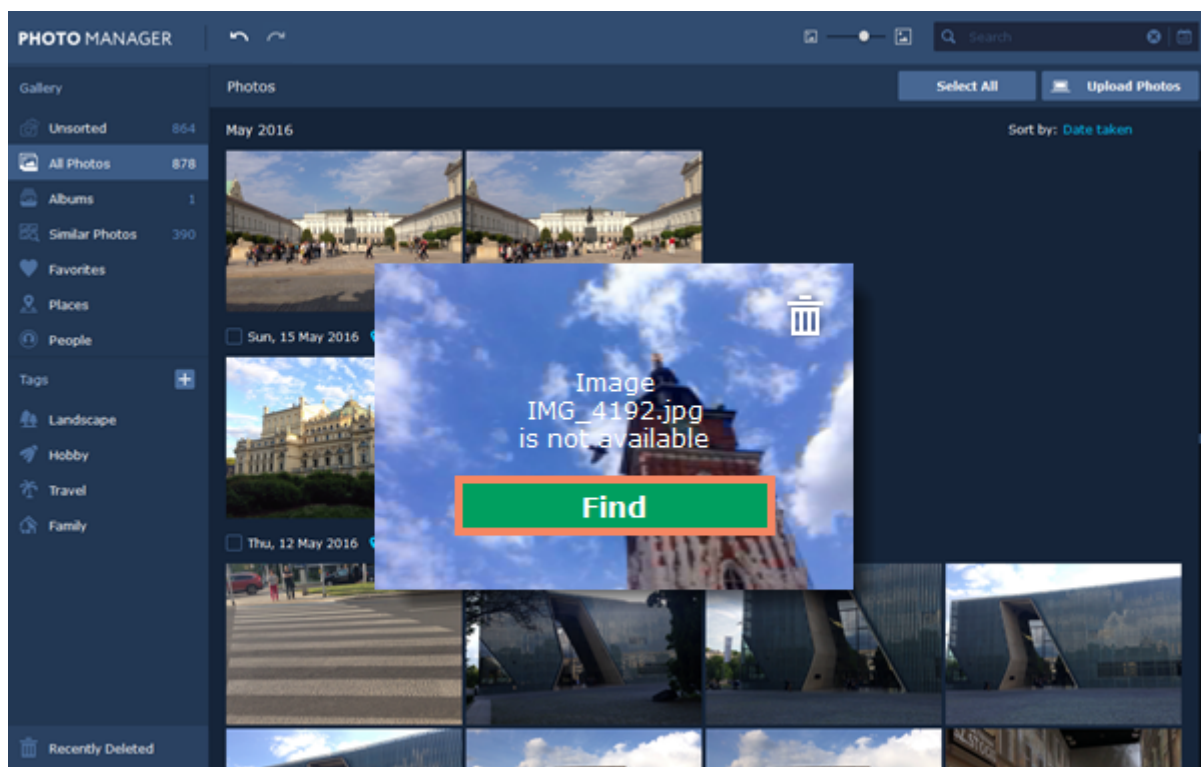 PHOTO MANAGER
Search
Gallery
Photos
Select All
Upload Photos
Unsorted 864
May 2016
Sort by: Date taken
All Photos 878
Albums 1
Similar Photos 390
Favorites
Places
People
Sun, 15 May 2016
Image
IMG_4192.jpg
is not available
Find
Tags
Landscape
Hobby
Travel
Family
Thu, 12 May 2016
Recently Deleted